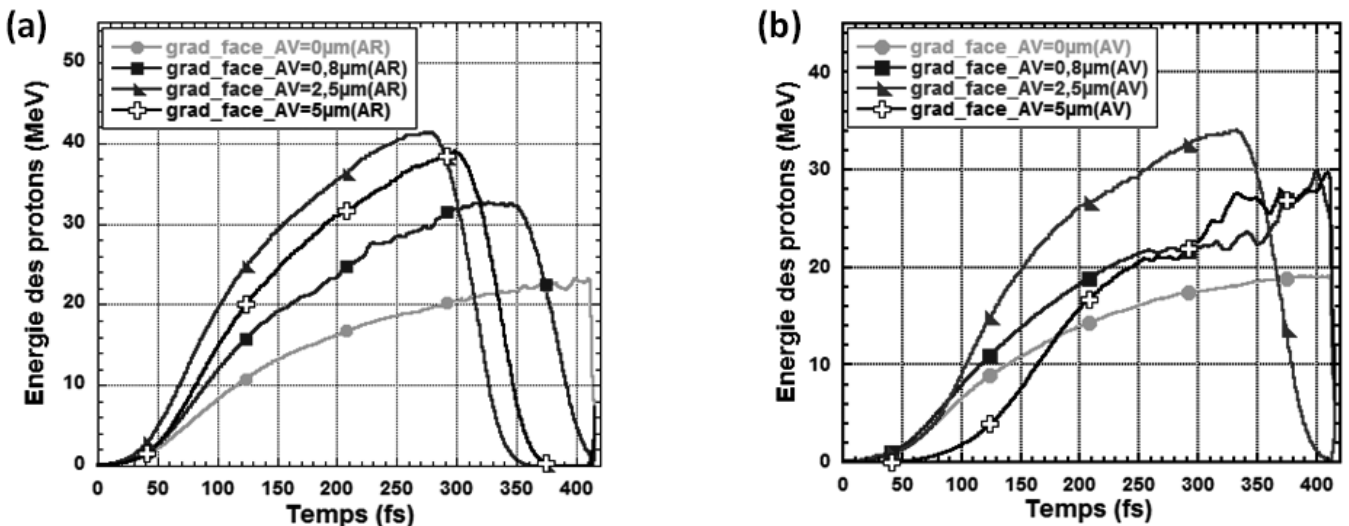 (a)
grad_face_AV=0µm(AR)
grad_face_AV=0,8µm(AR)
grad_face_AV=2,5µm(AR)
grad_face_AV=5µm(AR)
Energie des protons (MeV)
50
40
30
20
10
0
0 50 100 150 200 250 300 350 400
Temps (fs)
(b)
grad_face_AV=0µm(AV)
grad_face_AV=0,8µm(AV)
grad_face_AV=2,5µm(AV)
grad_face_AV=5µm(AV)
Energie des protons (MeV)
40
30
20
10
0
0 50 100 150 200 250 300 350 400
Temps (fs)